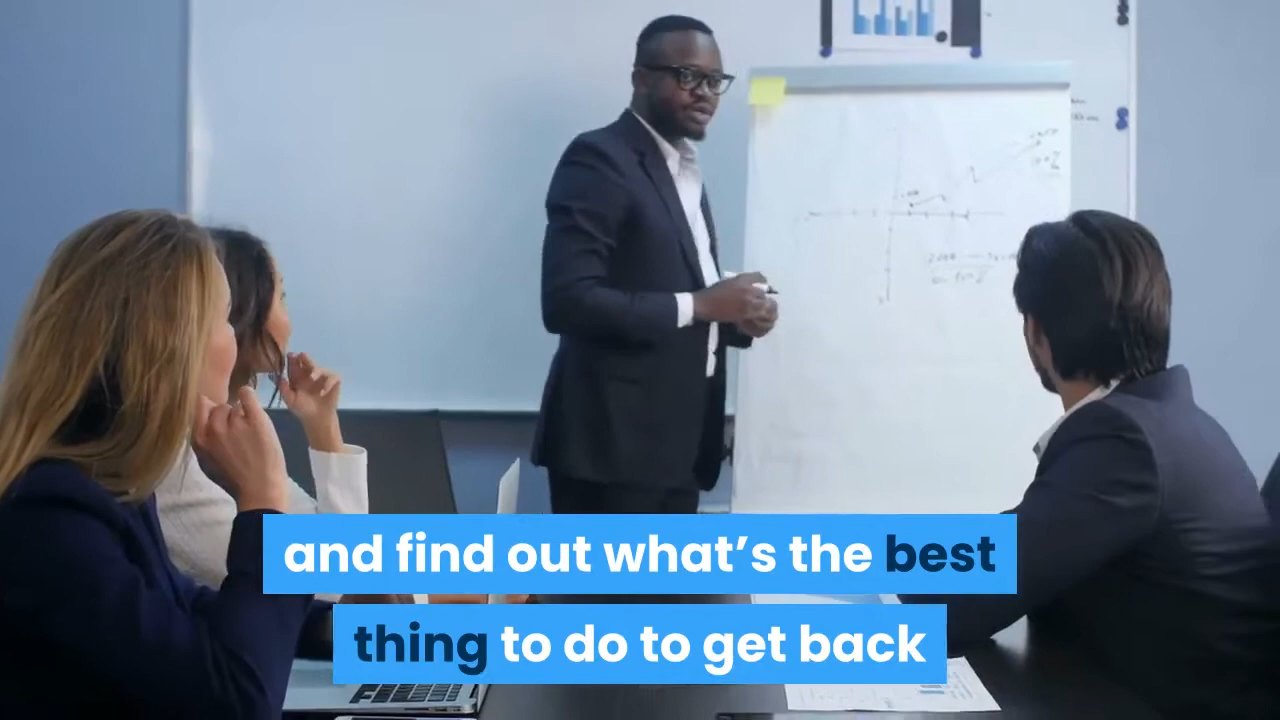 and find out what’s the best
thing to do to get back